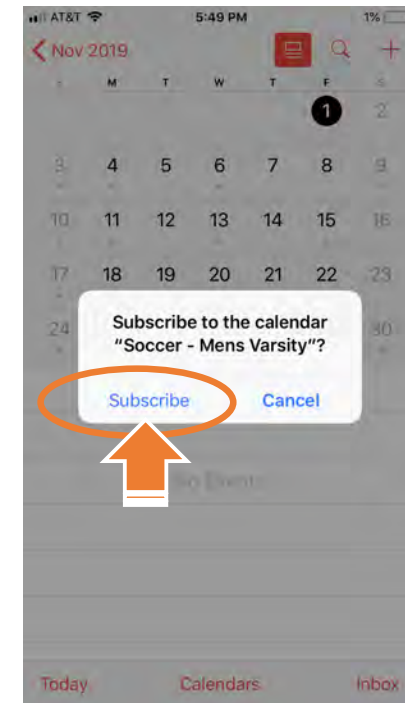 AT&T 5:49 PM 1%
Nov 2019
M T W T F S
1 2
3 4 5 6 7 8 9
10 11 12 13 14 15 16
17 18 19 20 21 22 23
24 30
Subscribe to the calendar
“Soccer - Mens Varsity”?
Subscribe Cancel
No Events
Today Calendars Inbox